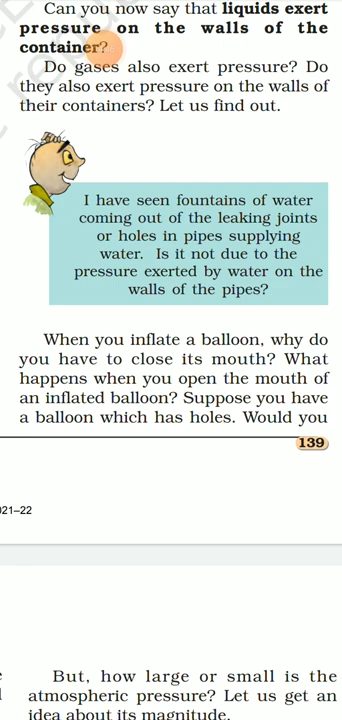 Can you now say that liquids exert
pressure on the walls of the
container?
Do gases also exert pressure? Do
they also exert pressure on the walls of
their containers? Let us find out.
I have seen fountains of water
coming out of the leaking joints
or holes in pipes supplying
water. Is it not due to the
pressure exerted by water on the
walls of the pipes?
When you inflate a balloon, why do
you have to close its mouth? What
happens when you open the mouth of
an inflated balloon? Suppose you have
a balloon which has holes. Would you
139
021–22
But, how large or small is the
atmospheric pressure? Let us get an
idea about its magnitude.